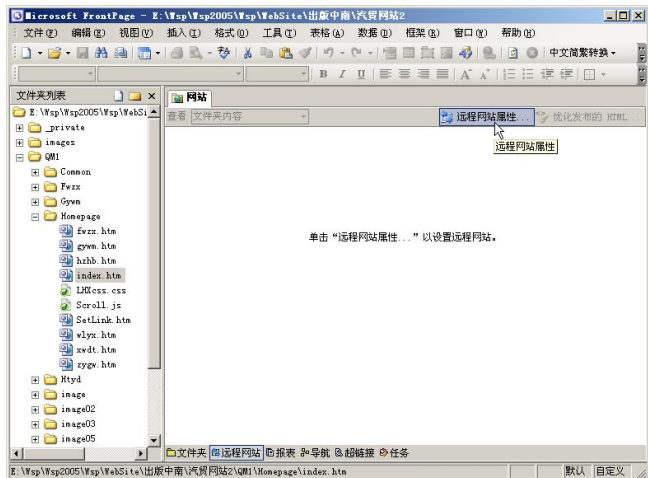 Microsoft FrontPage - E:\Wsp\Wsp2005\Wsp\WebSite\出版中南\汽贸网站2
文件(F) 编辑(E) 视图(V) 插入(I) 格式(O) 工具(T) 表格(A) 数据(D) 框架(R) 窗口(W) 帮助(H)
中文简繁转换
B I U A A
文件夹列表
网站
E:\Wsp\Wsp2005\Wsp\WebSi
查看 文件夹内容 远程网站属性... 优化发布的 HTML...
远程网站属性
_private
images
QM1
Common
Fwzx
Gywm
Homepage
fwzx.htm
gywm.htm
单击“远程网站属性...”以设置远程网站。
hzhb.htm
index.htm
LHXcss.css
Scroll.js
SetLink.htm
wlyx.htm
xwdt.htm
zygw.htm
Htyd
image
image02
image03
image05
文件夹 远程网站 报表 导航 超链接 任务
E:\Wsp\Wsp2005\Wsp\WebSite\出版中南\汽贸网站2\QM1\Homepage\index.htm 默认 自定义